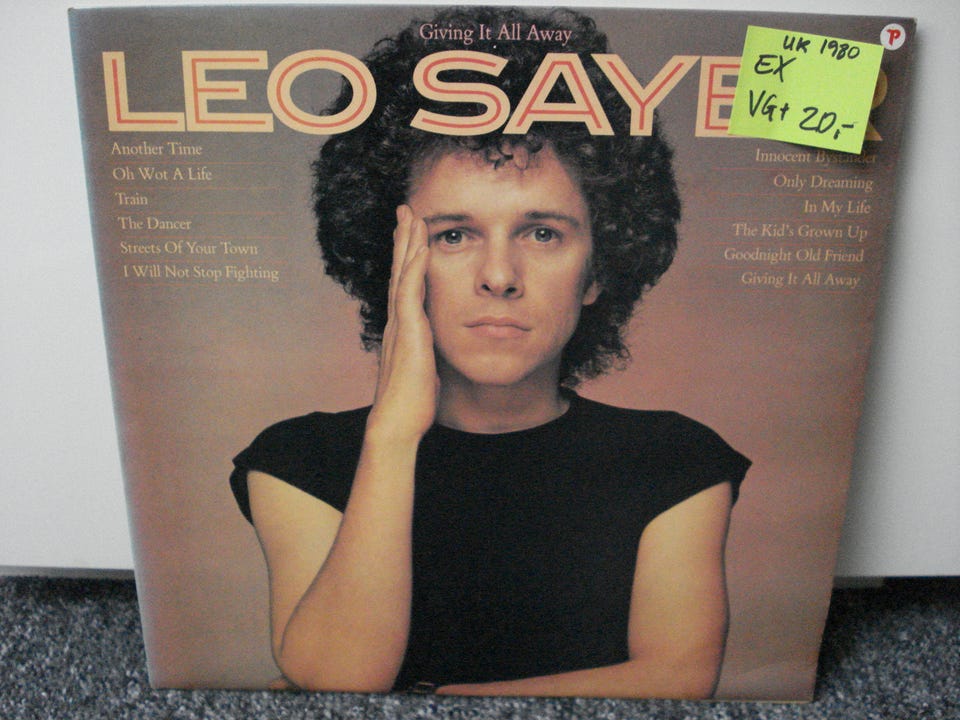 Giving It All Away
LEO SAYER
Another Time
Oh Wot A Life
Train
The Dancer
Streets Of Your Town
I Will Not Stop Fighting
Innocent Bystander
Only Dreaming
In My Life
The Kid's Grown Up
Goodnight Old Friend
Giving It All Away
UK 1980
EX
VG+ 20,-
P